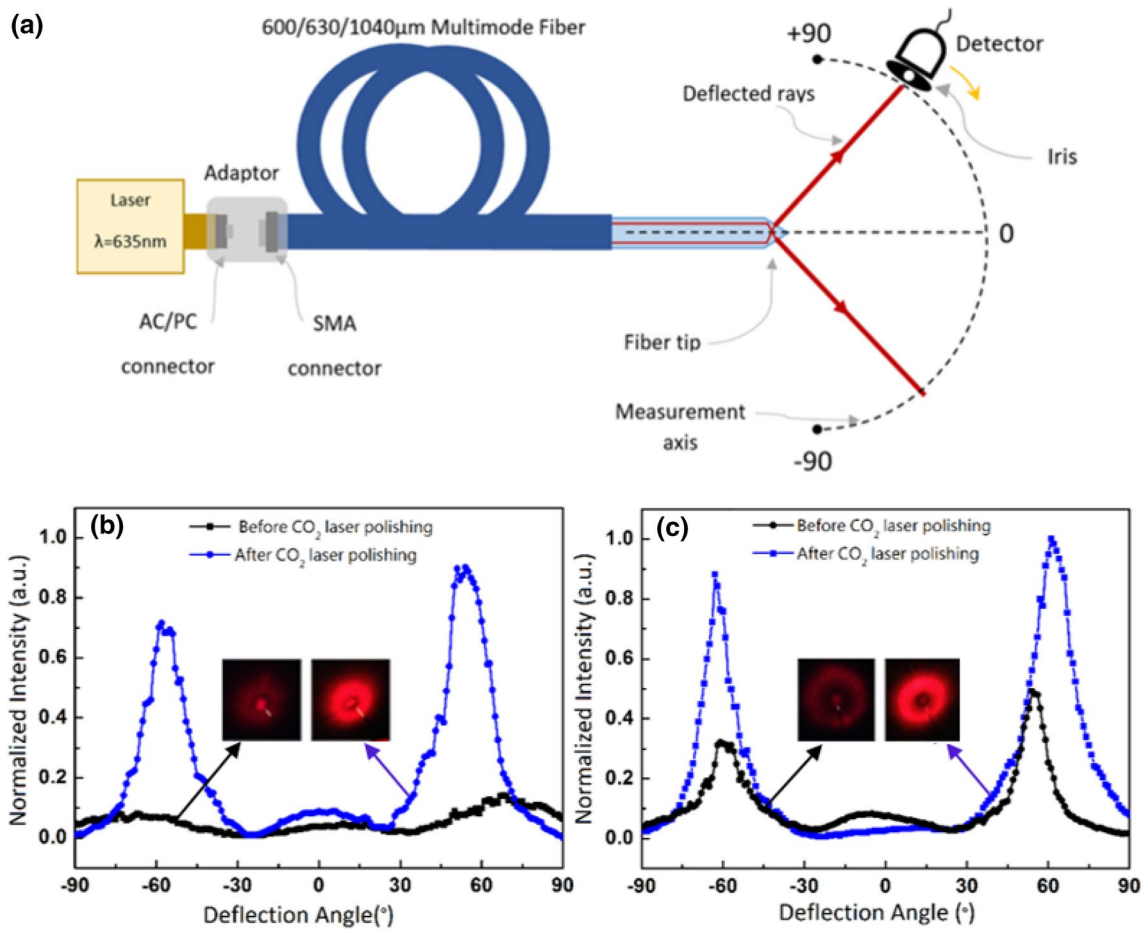 (a)
600/630/1040µm Multimode Fiber
+90
Detector
Deflected rays
Iris
Adaptor
Laser
λ=635nm
0
AC/PC
connector
SMA
connector
Fiber tip
Measurement
axis
-90
(b)
Before CO2 laser polishing
After CO2 laser polishing
Normalized Intensity (a.u.)
1.0
0.8
0.6
0.4
0.2
0.0
-90 -60 -30 0 30 60 90
Deflection Angle(°)
(c)
Before CO2 laser polishing
After CO2 laser polishing
Normalized Intensity (a.u.)
1.0
0.8
0.6
0.4
0.2
0.0
-90 -60 -30 0 30 60 90
Deflection Angle (°)